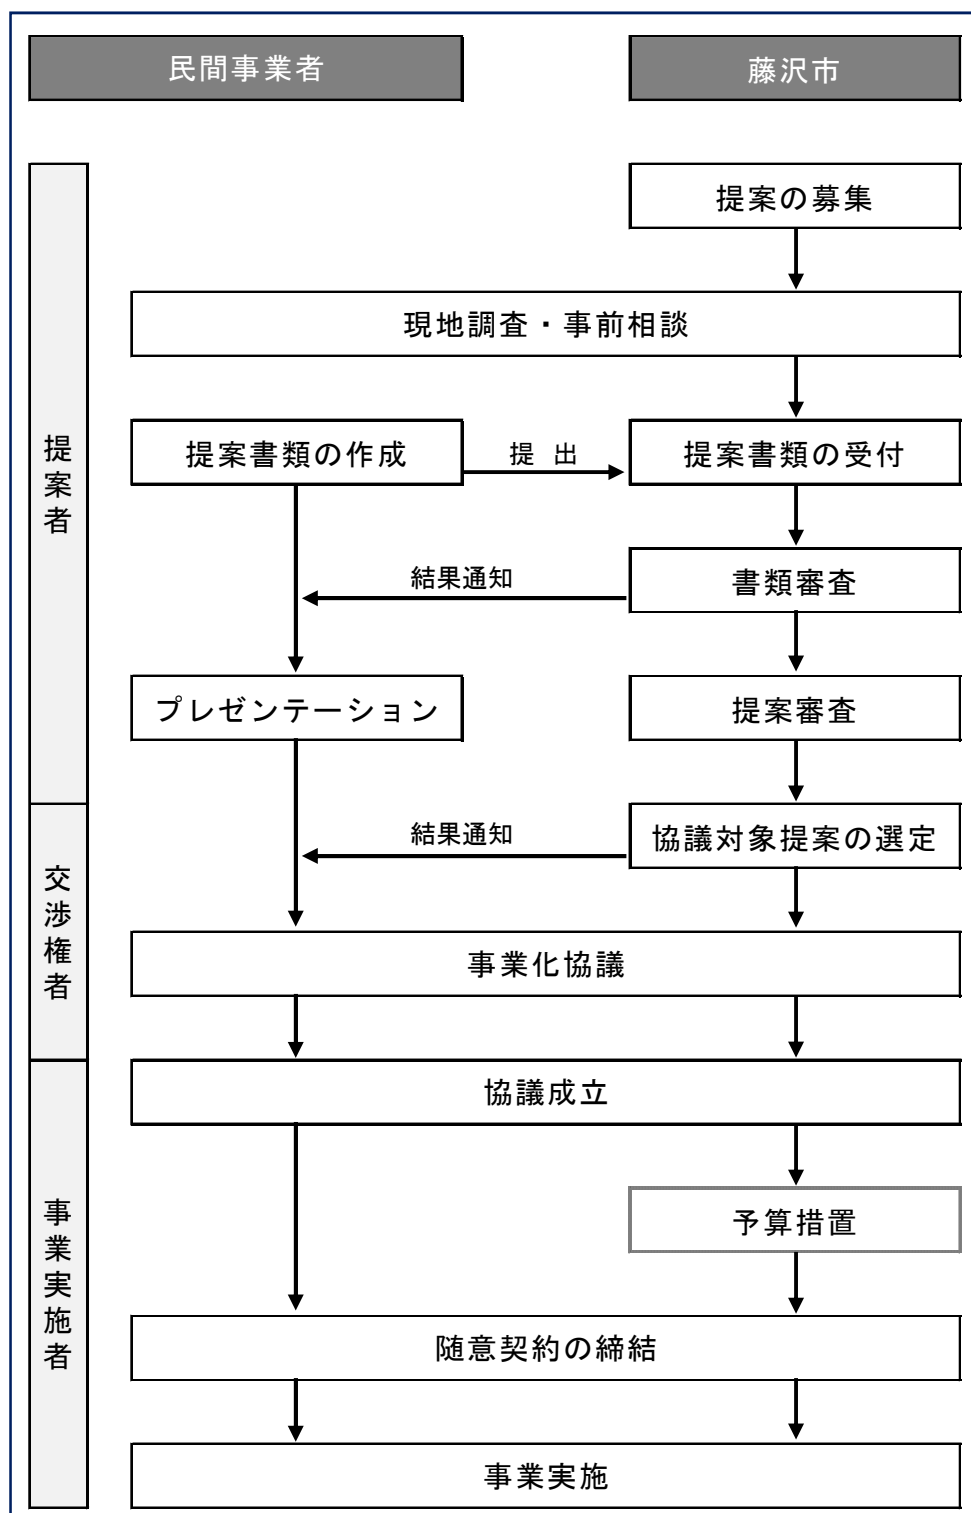 民間事業者
藤沢市
提案者
提案の募集
現地調査・事前相談
提案書類の作成
提 出
提案書類の受付
結果通知
書類審査
プレゼンテーション
提案審査
交渉権者
結果通知
協議対象提案の選定
事業化協議
事業実施者
協議成立
予算措置
随意契約の締結
事業実施